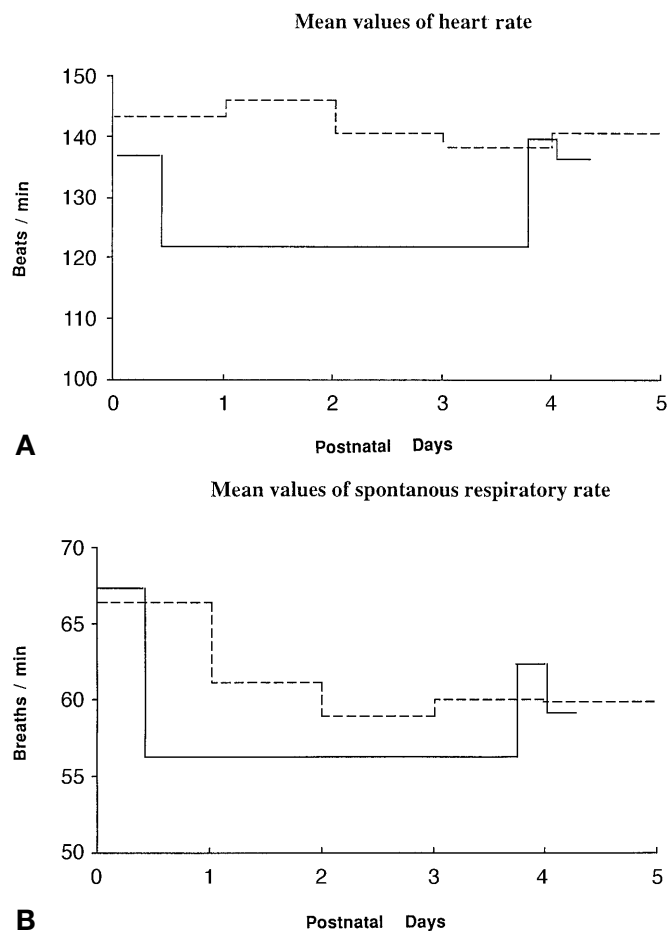 Mean values of heart rate
150
140
130
120
110
100
0 1 2 3 4 5
Beats / min
Postnatal Days
A
Mean values of spontanous respiratory rate
70
65
60
55
50
0 1 2 3 4 5
Breaths / min
Postnatal Days
B